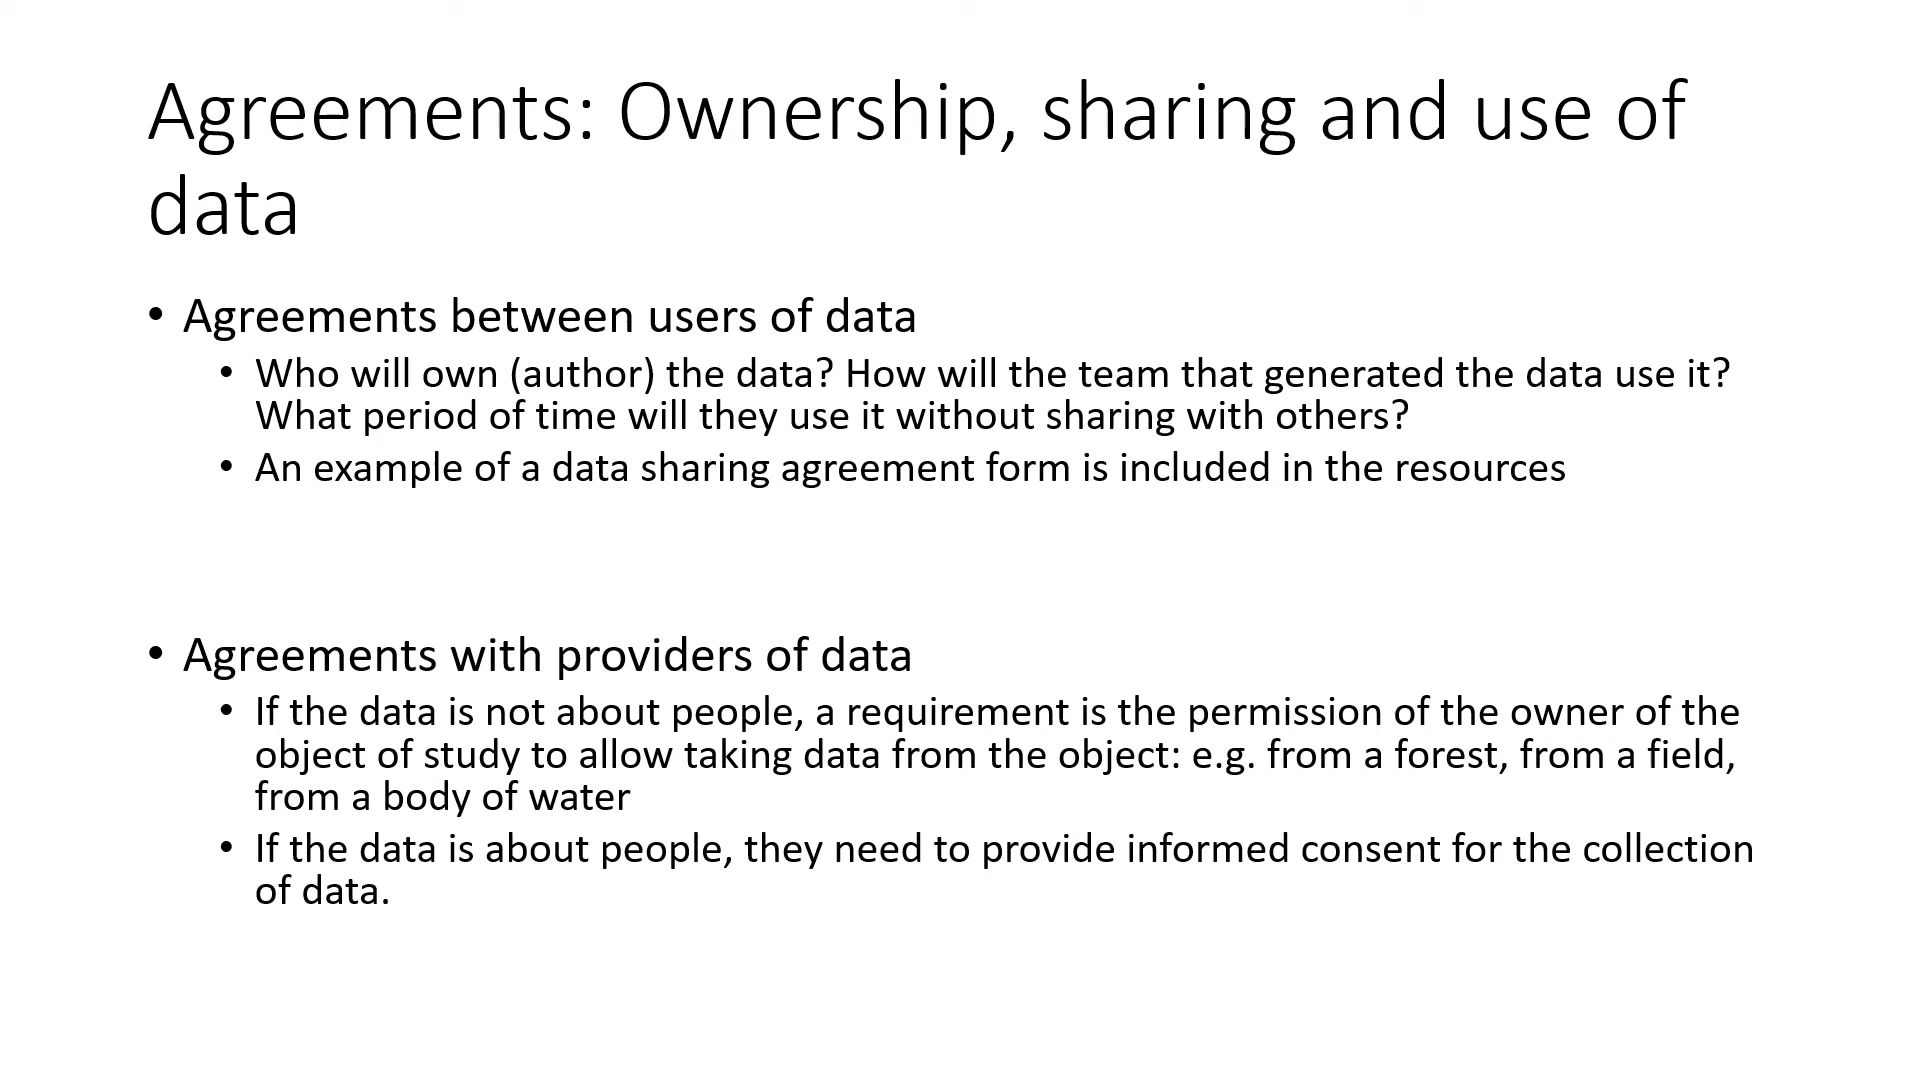 Agreements: Ownership, sharing and use of
data
• Agreements between users of data
• Who will own (author) the data? How will the team that generated the data use it?
What period of time will they use it without sharing with others?
• An example of a data sharing agreement form is included in the resources
• Agreements with providers of data
• If the data is not about people, a requirement is the permission of the owner of the
object of study to allow taking data from the object: e.g. from a forest, from a field,
from a body of water
• If the data is about people, they need to provide informed consent for the collection
of data.